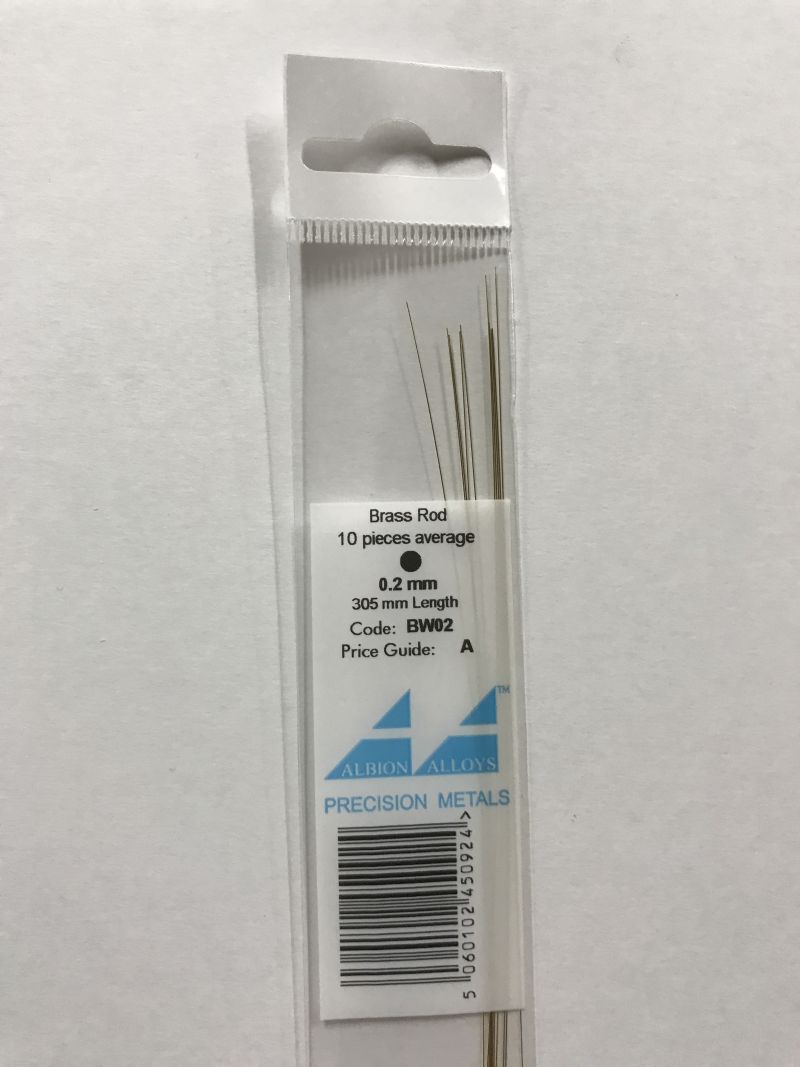 Brass Rod
10 pieces average
0.2 mm
305 mm Length
Code: BW02
Price Guide: A
TM
ALBION ALLOYS
PRECISION METALS
5 060102 450924 >